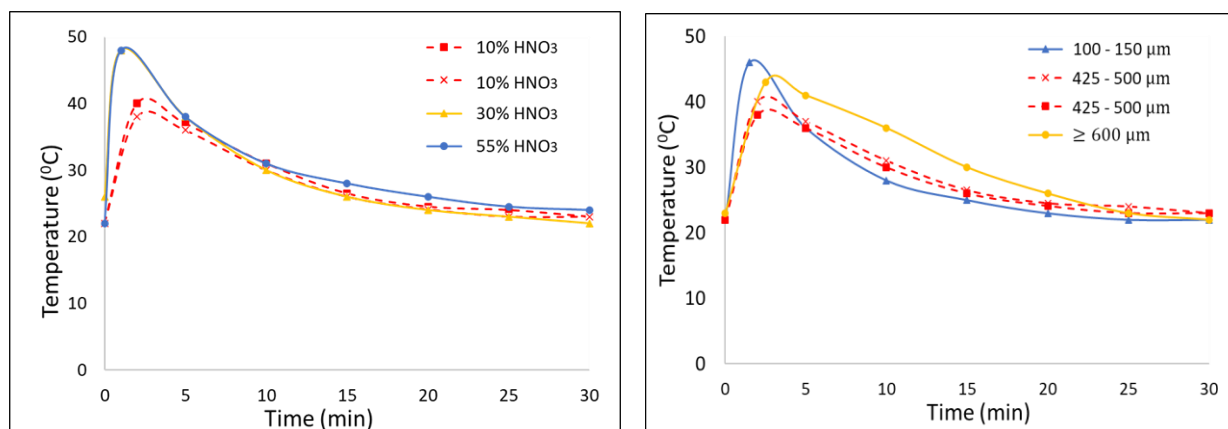 50
40
30
20
10
0
Temperature (⁰C)
10% HNO₃
10% HNO₃
30% HNO₃
55% HNO₃
0 5 10 15 20 25 30
Time (min)
50
40
30
20
10
0
Temperature (⁰C)
100 - 150 µm
425 - 500 µm
425 - 500 µm
≥ 600 µm
0 5 10 15 20 25 30
Time (min)